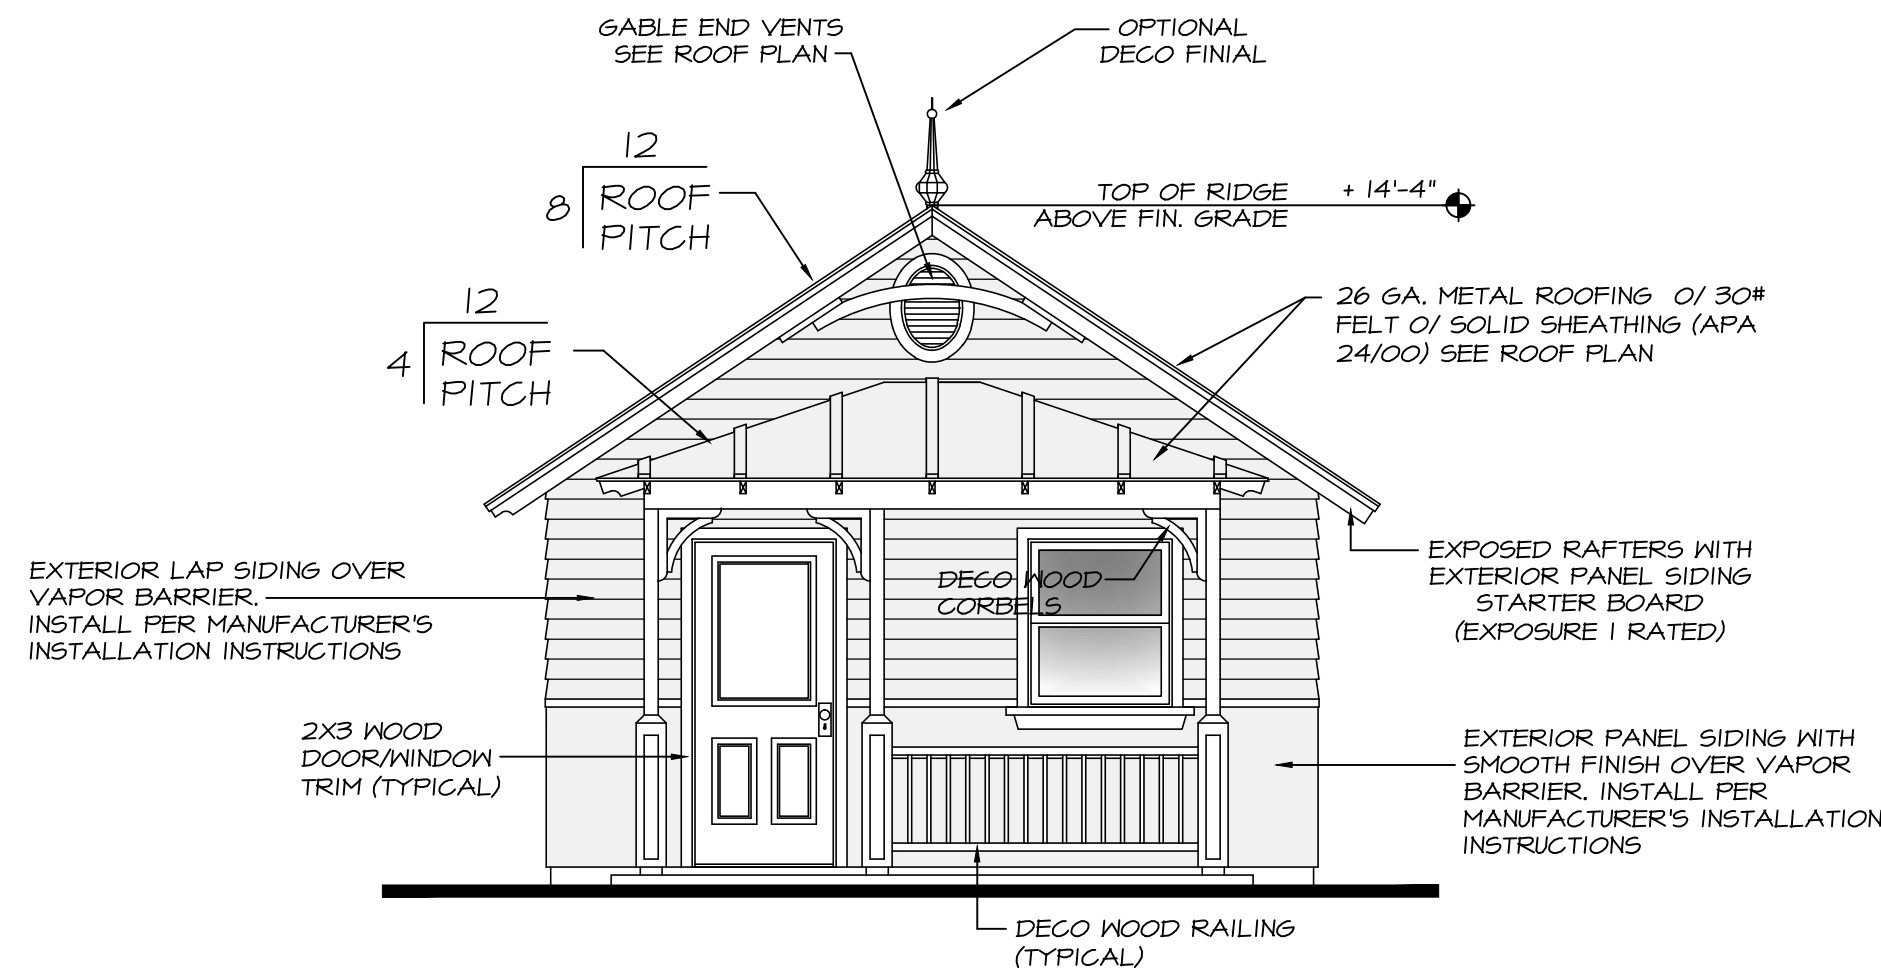 GABLE END VENTS
SEE ROOF PLAN
OPTIONAL
DECO FINIAL
12
8
ROOF
PITCH
TOP OF RIDGE + 14'-4"
ABOVE FIN. GRADE
12
4
ROOF
PITCH
26 GA. METAL ROOFING O/ 30#
FELT O/ SOLID SHEATHING (APA
24/00) SEE ROOF PLAN
EXTERIOR LAP SIDING OVER
VAPOR BARRIER.
INSTALL PER MANUFACTURER'S
INSTALLATION INSTRUCTIONS
DECO WOOD
CORBELS
EXPOSED RAFTERS WITH
EXTERIOR PANEL SIDING
STARTER BOARD
(EXPOSURE 1 RATED)
2X3 WOOD
DOOR/WINDOW
TRIM (TYPICAL)
EXTERIOR PANEL SIDING WITH
SMOOTH FINISH OVER VAPOR
BARRIER. INSTALL PER
MANUFACTURER'S INSTALLATION
INSTRUCTIONS
DECO WOOD RAILING
(TYPICAL)